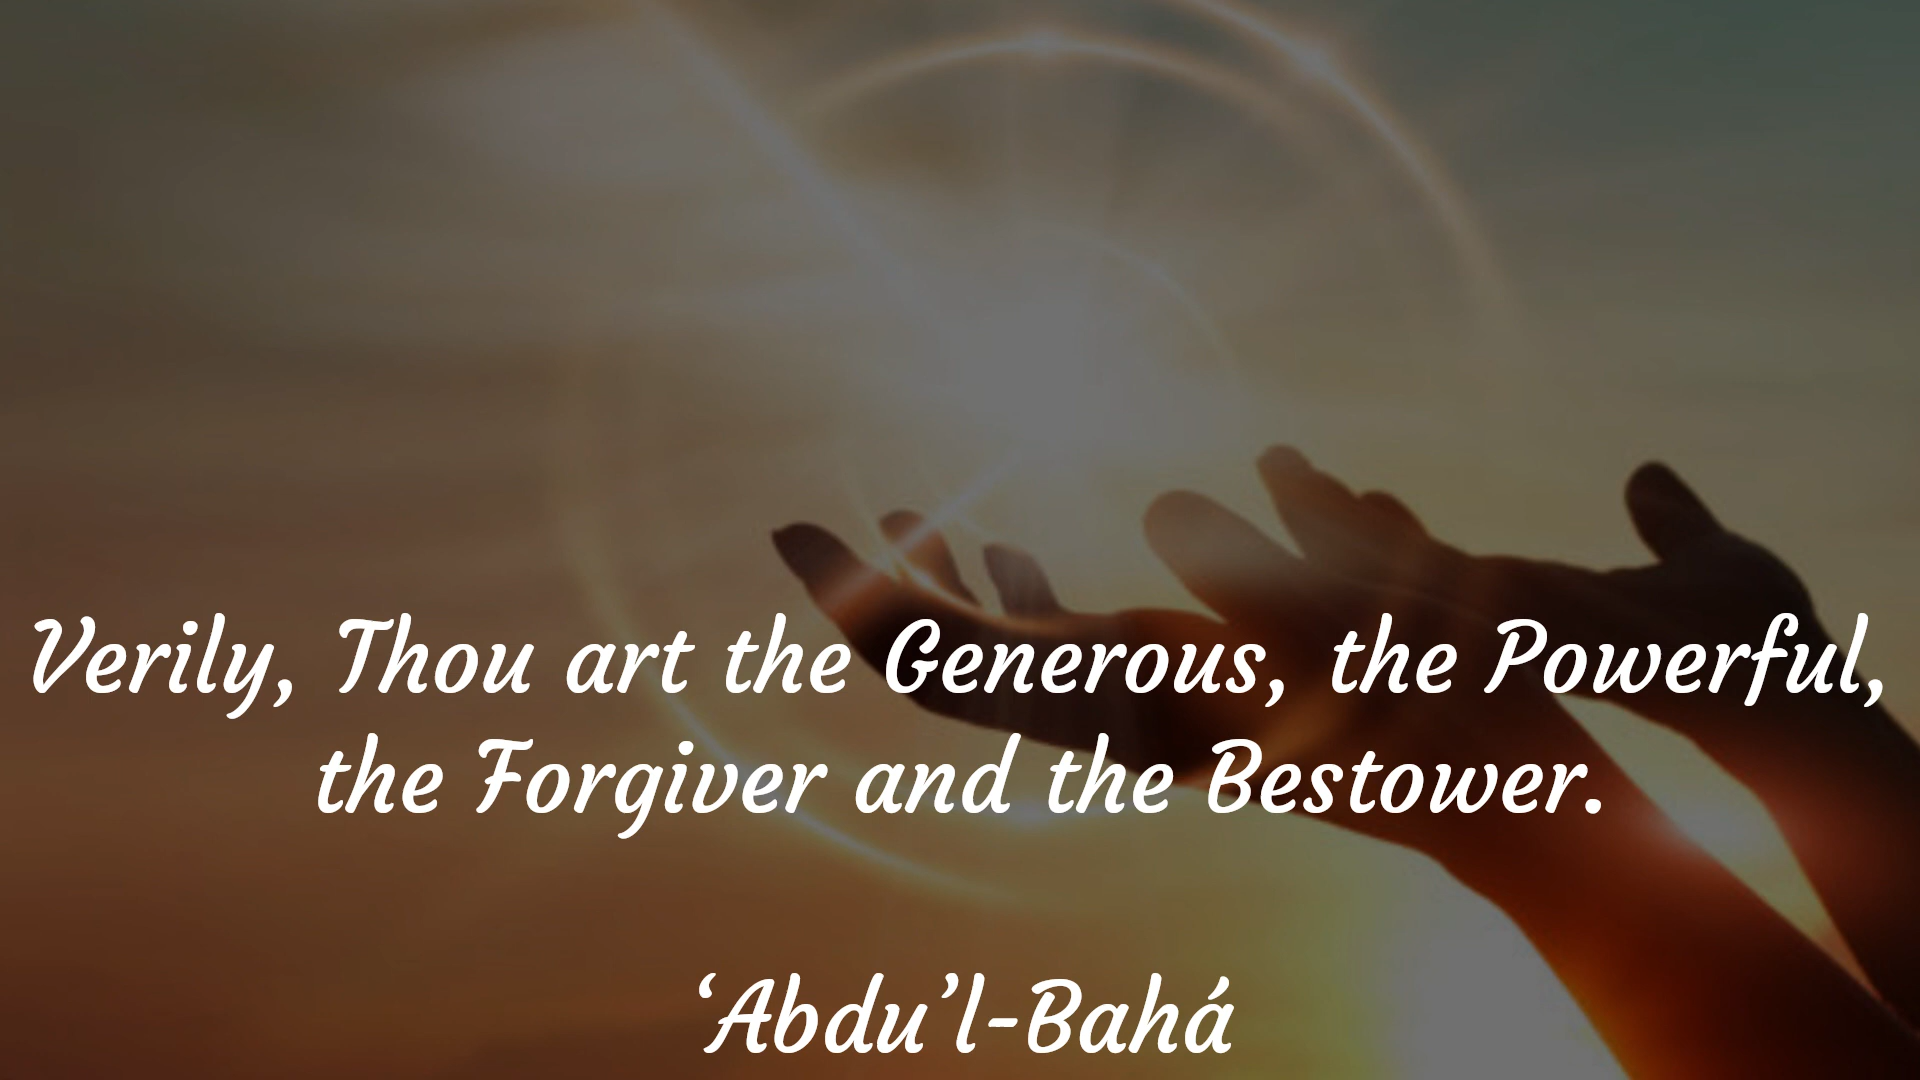 Verily, Thou art the Generous, the Powerful,
the Forgiver and the Bestower.
‘Abdu’l-Bahá